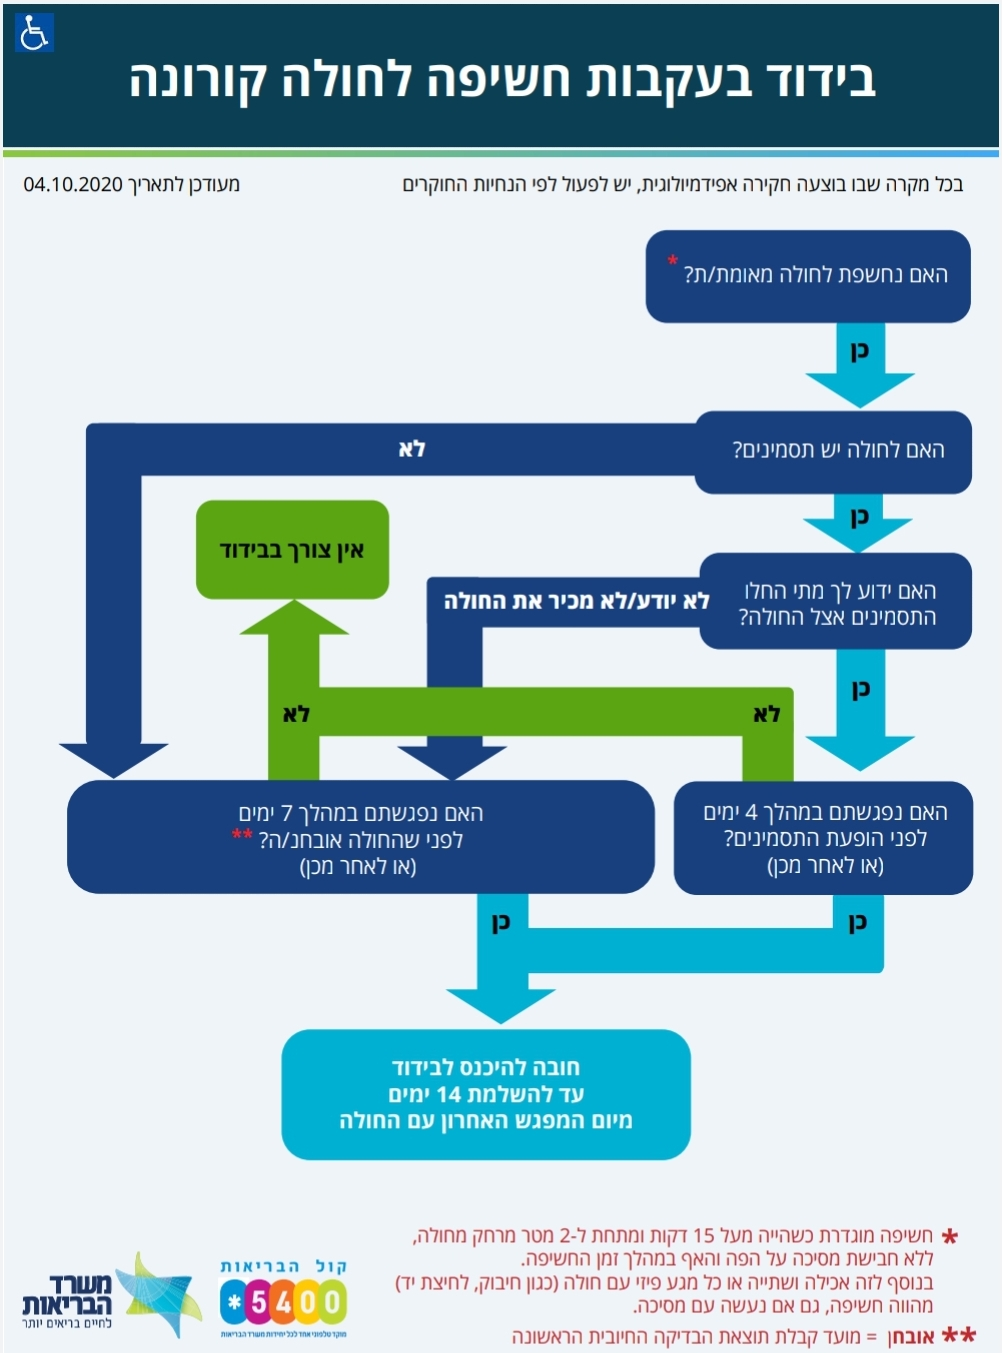 בידוד בעקבות חשיפה לחולה קורונה
בכל מקרה שבו בוצעה חקירה אפידמיולוגית, יש לפעול לפי הנחיות החוקרים
מעודכן לתאריך 04.10.2020
האם נחשפת לחולה מאומת/ת? *
כן
האם לחולה יש תסמינים?
לא
כן
אין צורך בבידוד
האם ידוע לך מתי החלו
התסמינים אצל החולה?
לא יודע/לא מכיר את החולה
כן
לא
לא
האם נפגשתם במהלך 4 ימים
לפני הופעת התסמינים?
(או לאחר מכן)
האם נפגשתם במהלך 7 ימים
לפני שהחולה אובחנ/ה? **
(או לאחר מכן)
כן
כן
חובה להיכנס לבידוד
עד להשלמת 14 ימים
מיום המפגש האחרון עם החולה
* חשיפה מוגדרת כשהייה מעל 15 דקות ומתחת ל-2 מטר מרחק מחולה,
ללא חבישת מסיכה על הפה והאף במהלך זמן החשיפה.
בנוסף לזה אכילה ושתייה או כל מגע פיזי עם חולה (כגון חיבוק, לחיצת יד)
מהווה חשיפה, גם אם נעשה עם מסיכה.
** אובחן = מועד קבלת תוצאת הבדיקה החיובית הראשונה
קול הבריאות
*5400
מוקד טלפוני אחד לכל יחידות משרד הבריאות
משרד
הבריאות
לחיים בריאים יותר